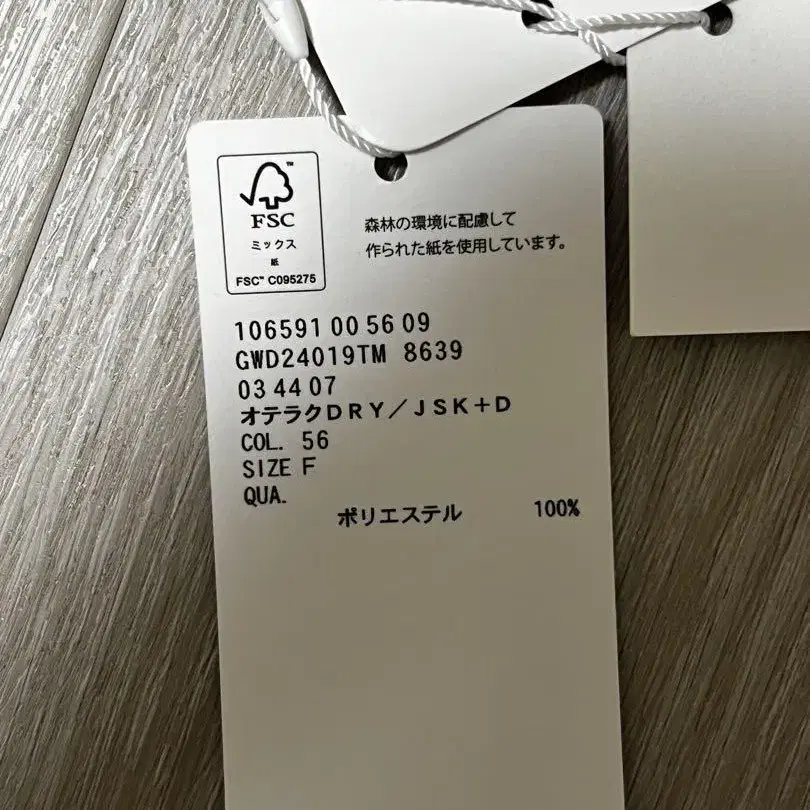 FSC™
ミックス
紙
FSC™ C095275
森林の環境に配慮して
作られた紙を使用しています。
106591 00 56 09
GWD24019TM 8639
03 44 07
オテラクDRY/JSK+D
COL. 56
SIZE F
QUA.
ポリエステル 100%